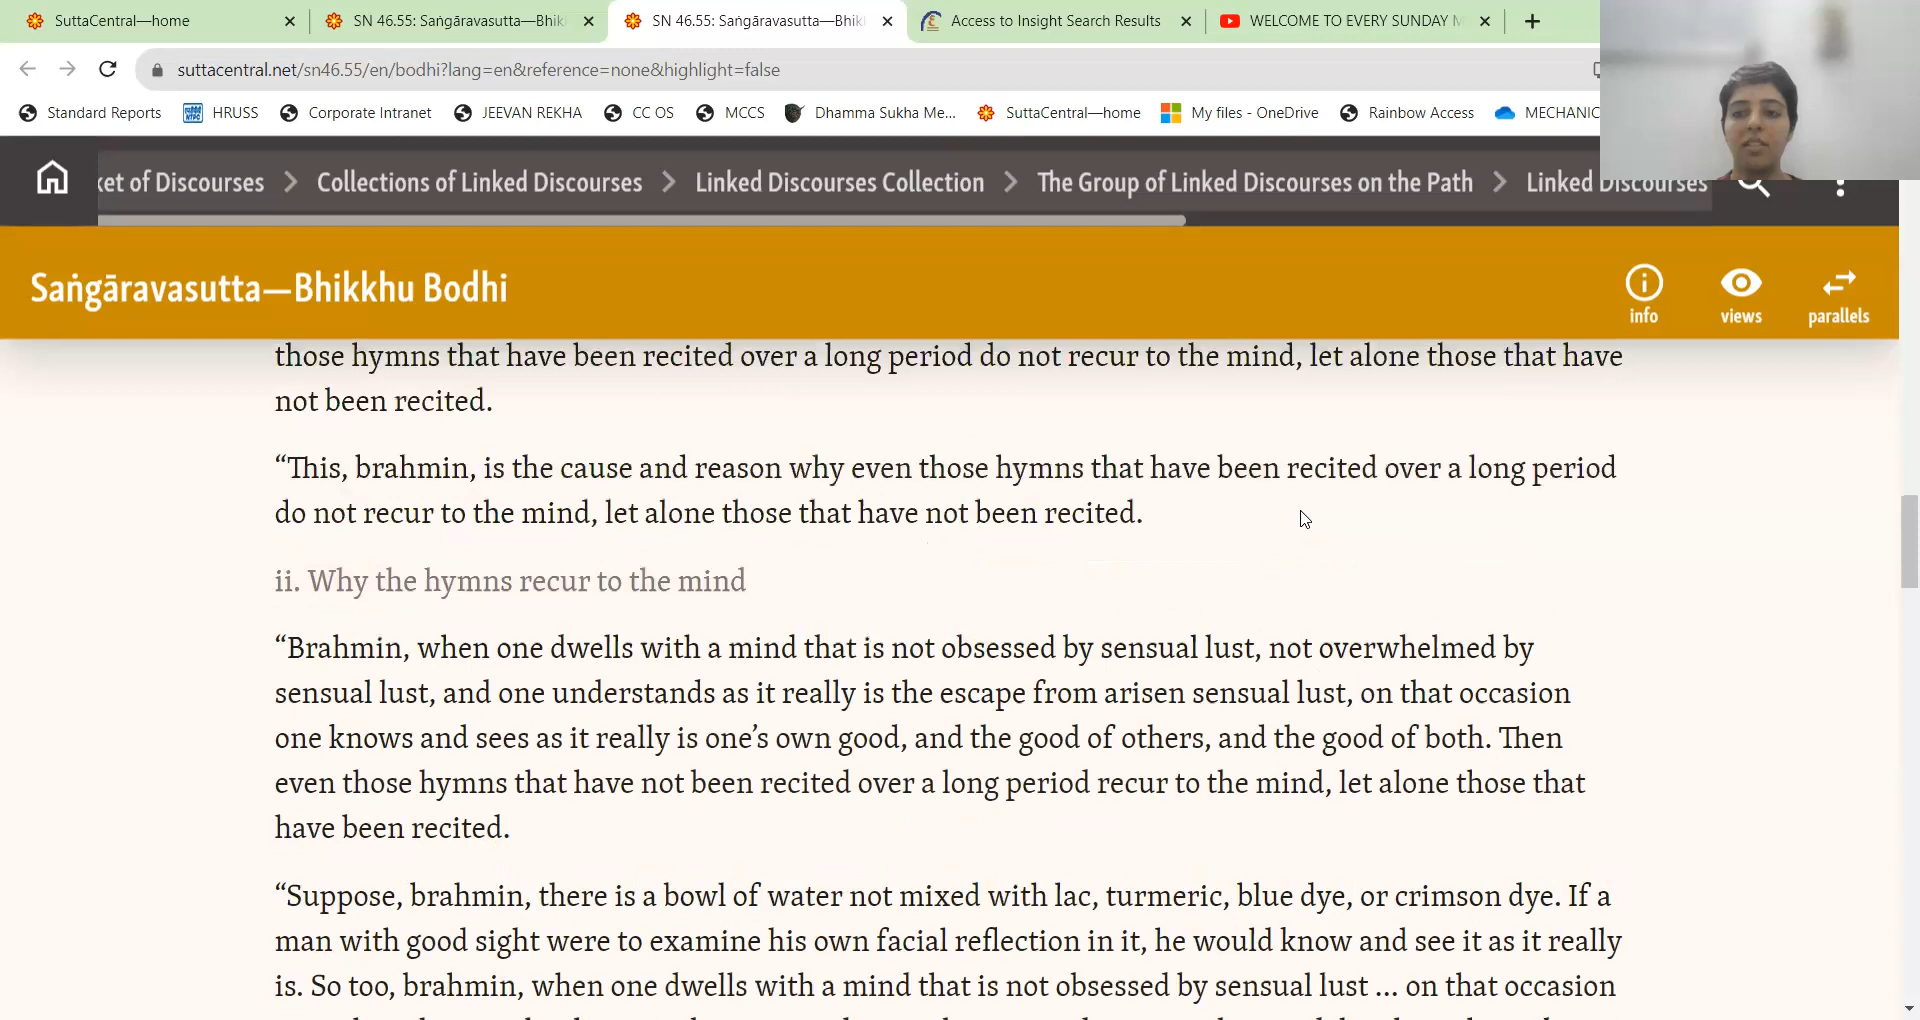 SuttaCentral—home
SN 46.55: Saṅgāravasutta—Bhik
SN 46.55: Saṅgāravasutta—Bhik
Access to Insight Search Results
WELCOME TO EVERY SUNDAY M
suttacentral.net/sn46.55/en/bodhi?lang=en&reference=none&highlight=false
Standard Reports
HRUSS
Corporate Intranet
JEEVAN REKHA
CC OS
MCCS
Dhamma Sukha Me...
SuttaCentral—home
My files - OneDrive
Rainbow Access
MECHANIC
ket of Discourses > Collections of Linked Discourses > Linked Discourses Collection > The Group of Linked Discourses on the Path > Linked Discourses
Saṅgāravasutta—Bhikkhu Bodhi
info
views
parallels
those hymns that have been recited over a long period do not recur to the mind, let alone those that have
not been recited.
“This, brahmin, is the cause and reason why even those hymns that have been recited over a long period
do not recur to the mind, let alone those that have not been recited.
ii. Why the hymns recur to the mind
“Brahmin, when one dwells with a mind that is not obsessed by sensual lust, not overwhelmed by
sensual lust, and one understands as it really is the escape from arisen sensual lust, on that occasion
one knows and sees as it really is one’s own good, and the good of others, and the good of both. Then
even those hymns that have not been recited over a long period recur to the mind, let alone those that
have been recited.
“Suppose, brahmin, there is a bowl of water not mixed with lac, turmeric, blue dye, or crimson dye. If a
man with good sight were to examine his own facial reflection in it, he would know and see it as it really
is. So too, brahmin, when one dwells with a mind that is not obsessed by sensual lust … on that occasion